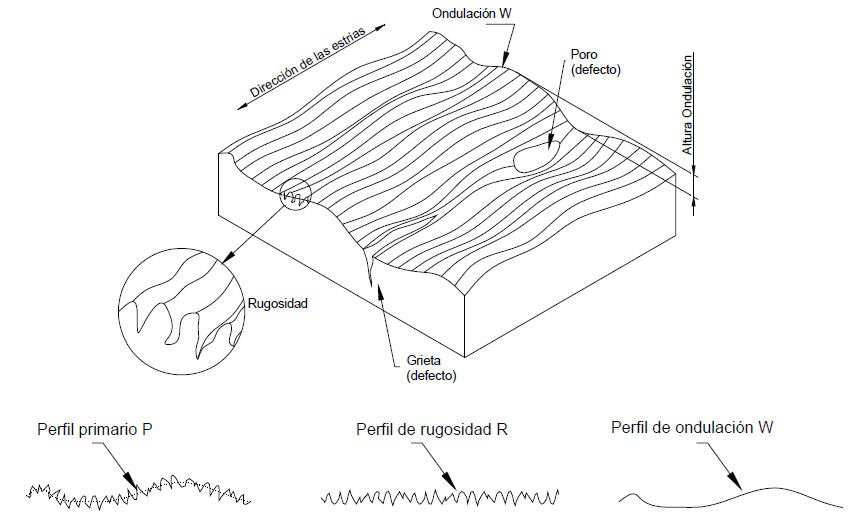 Ondulación W
Dirección de las estrias
Poro
(defecto)
Altura Ondulación
Rugosidad
Grieta
(defecto)
Perfil primario P
Perfil de rugosidad R
Perfil de ondulación W